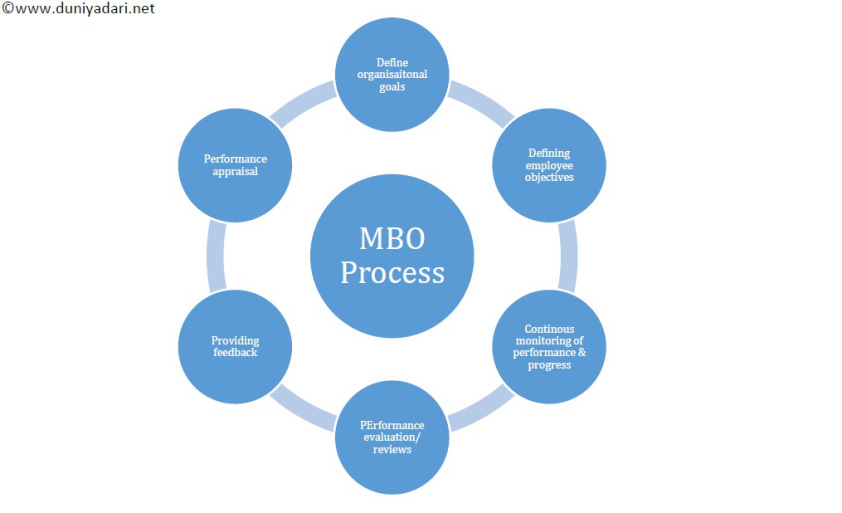 ©www.duniyadari.net
Define
organisaitonal
goals
Defining
employee
objectives
Continous
monitoring of
performance &
progress
PErformance
evaluation/
reviews
Providing
feedback
Performance
appraisal
MBO
Process